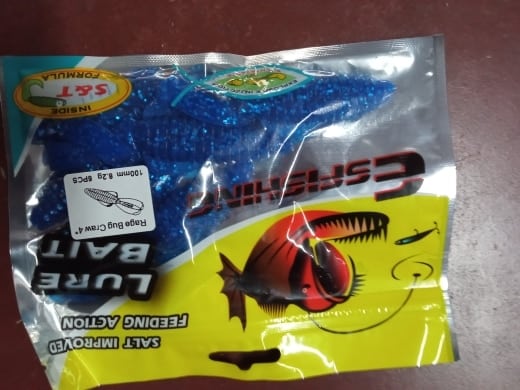 SALT IMPROVED
FEEDING ACTION
LURE
BAIT
ESFISHING
Rage Bug Craw 4"
100mm 8.2g 6PCS
INSIDE
S&T
FORMULA